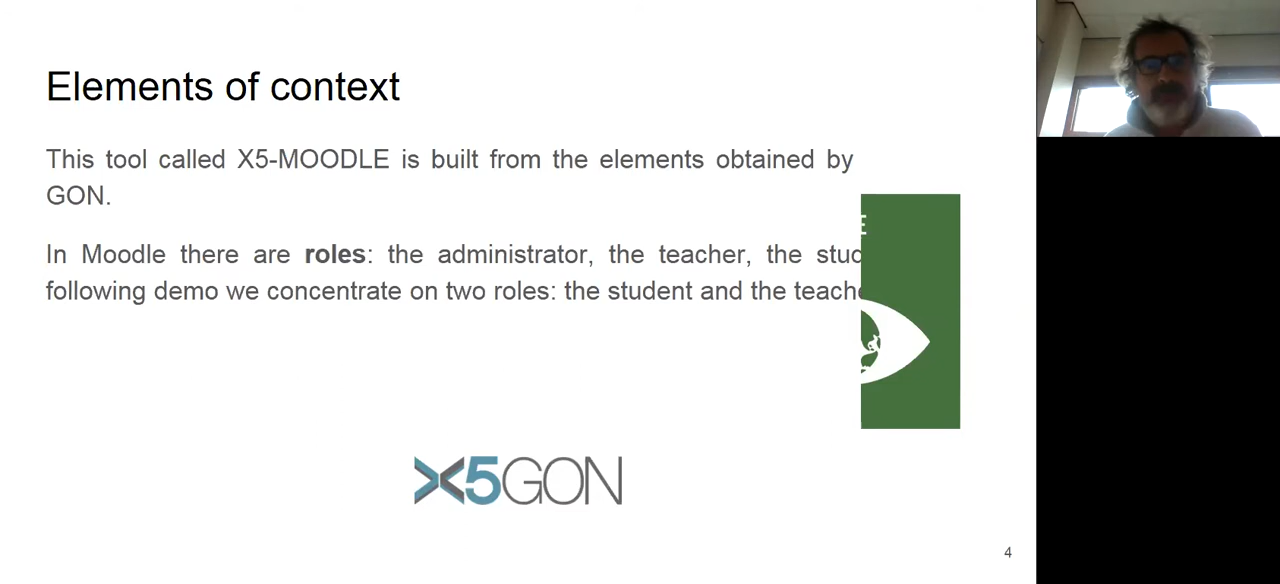 Elements of context
This tool called X5-MOODLE is built from the elements obtained by
GON.
In Moodle there are roles: the administrator, the teacher, the
following demo we concentrate on two roles: the student and the
X5GON
4